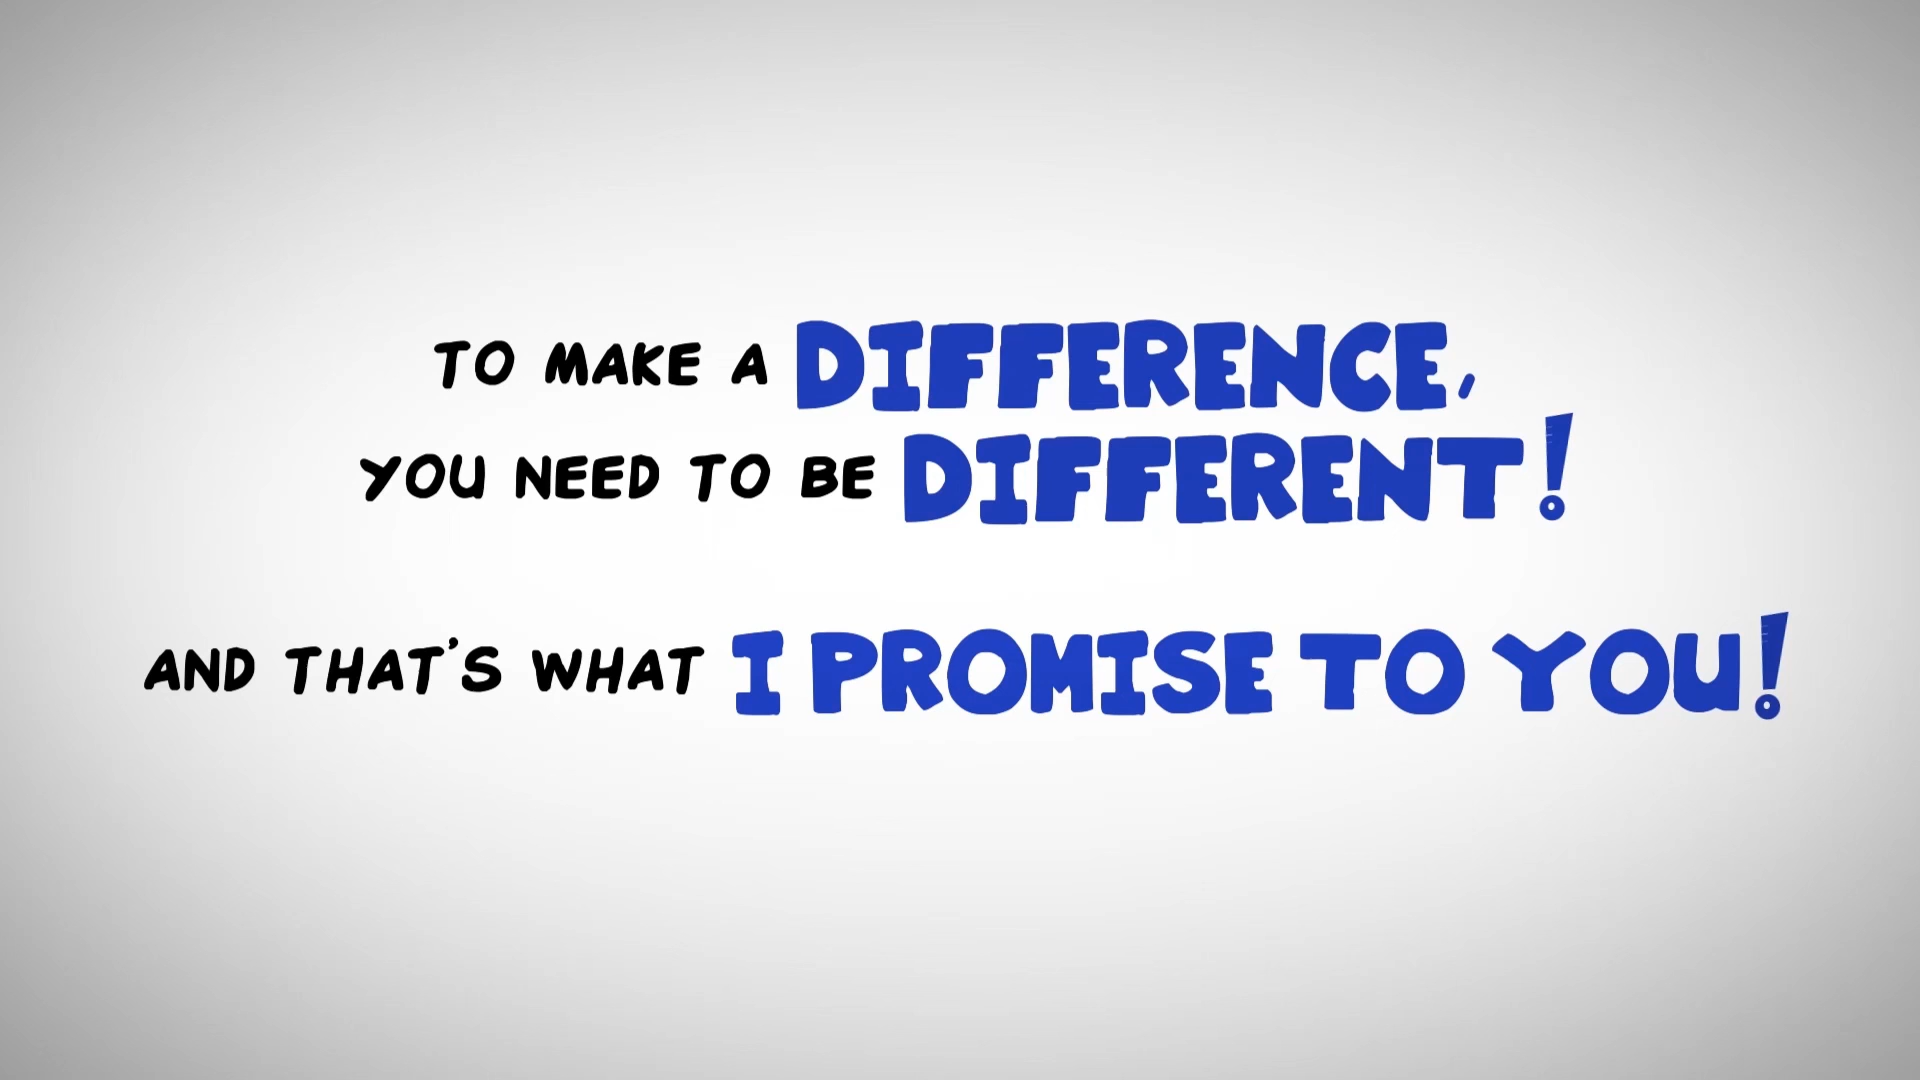 TO MAKE A DIFFERENCE,
YOU NEED TO BE DIFFERENT!
AND THAT'S WHAT I PROMISE TO YOU!